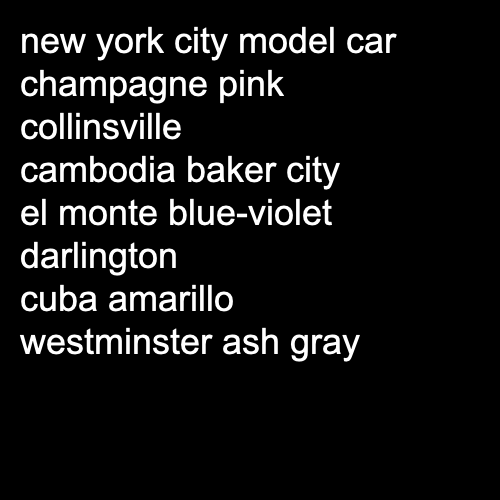 new york city model car
champagne pink
collinsville
cambodia baker city
el monte blue-violet
darlington
cuba amarillo
westminster ash gray